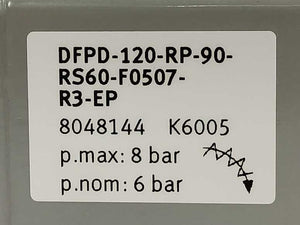 DFPD-120-RP-90-
RS60-F0507-
R3-EP
8048144 K6005
p.max: 8 bar
p.nom: 6 bar